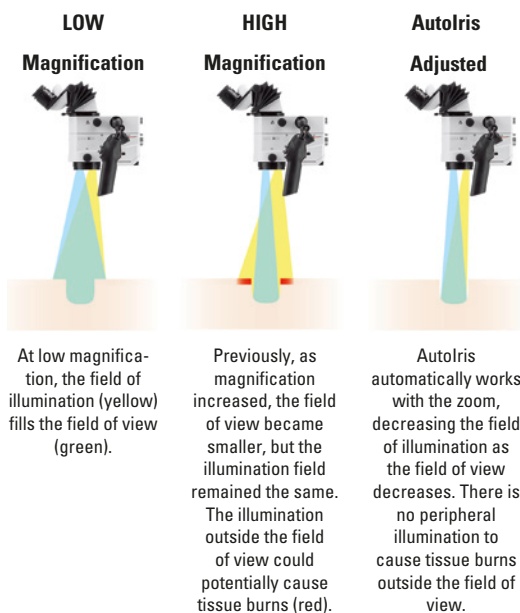 LOW
Magnification
At low magnifica-
tion, the field of
illumination (yellow)
fills the field of view
(green).
HIGH
Magnification
Previously, as
magnification
increased, the field
of view became
smaller, but the
illumination field
remained the same.
The illumination
outside the field
of view could
potentially cause
tissue burns (red).
AutoIris
Adjusted
AutoIris
automatically works
with the zoom,
decreasing the field
of illumination as
the field of view
decreases. There is
no peripheral
illumination to
cause tissue burns
outside the field of
view.